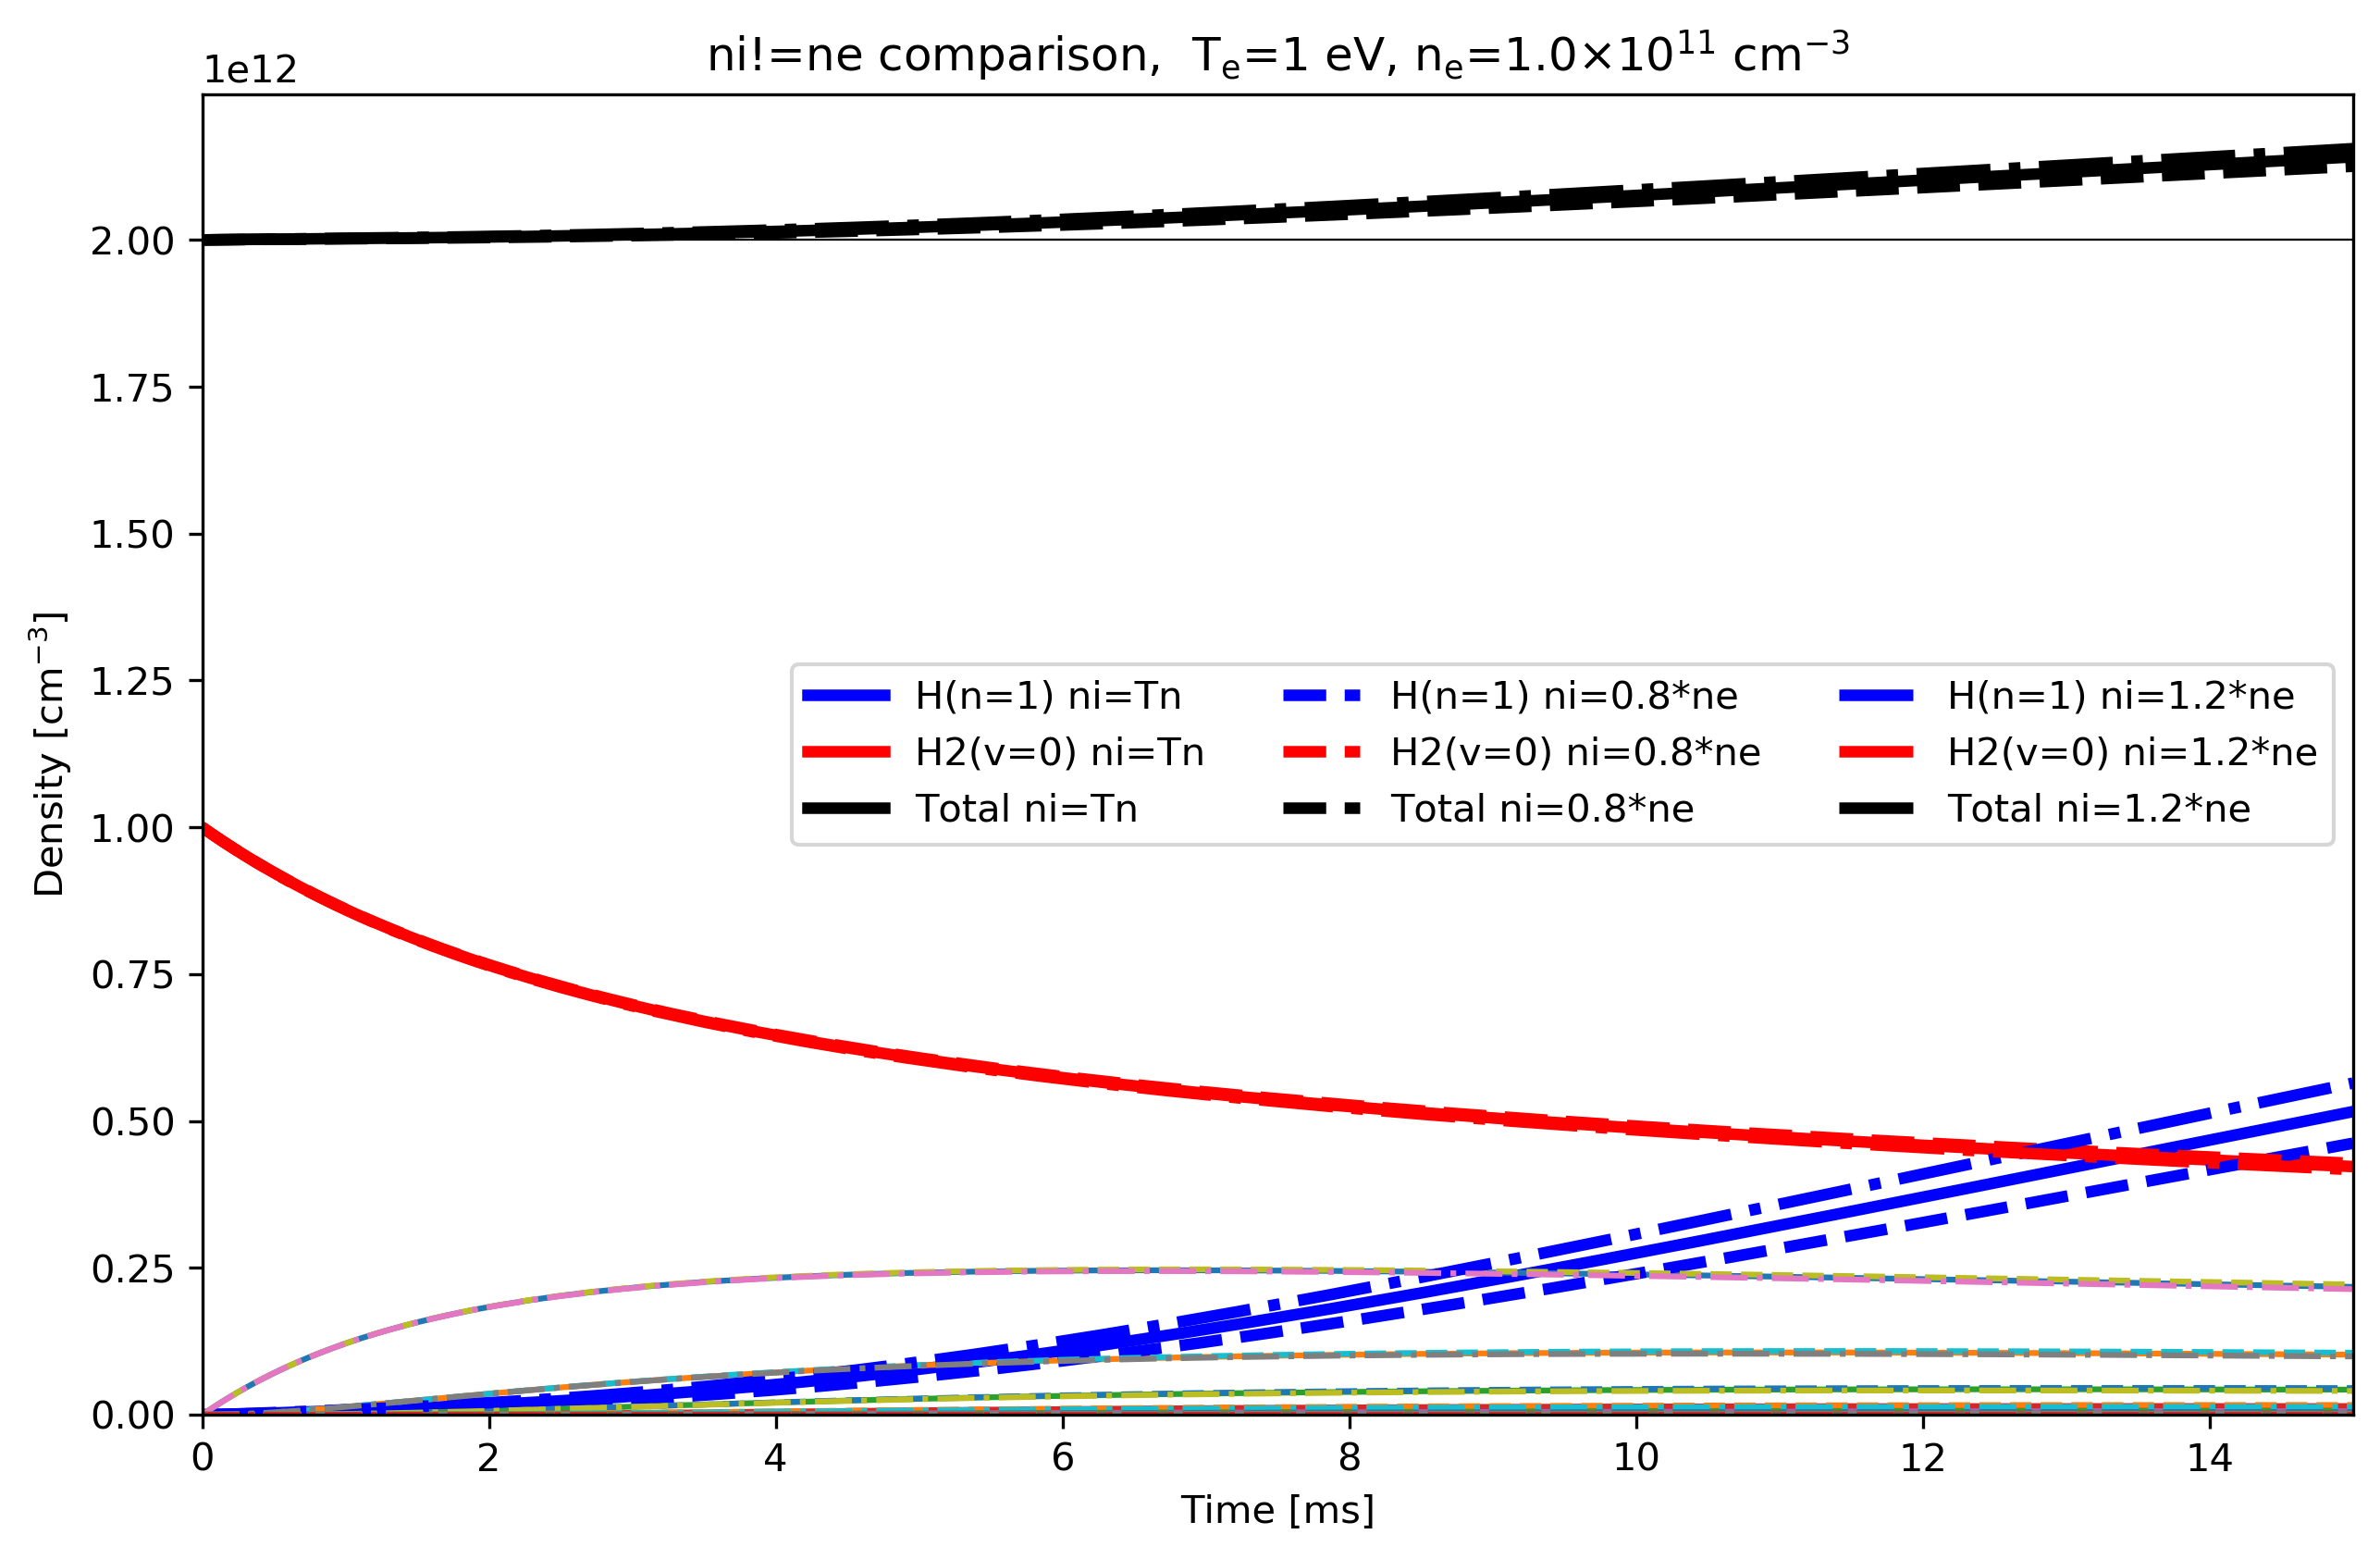 ni!=ne comparison,  Tₑ=1 eV, nₑ=1.0×10¹¹ cm⁻³
1e12
2.00
1.75
1.50
1.25
1.00
0.75
0.50
0.25
0.00
Density [cm⁻³]
H(n=1) ni=Tn
H2(v=0) ni=Tn
Total ni=Tn
H(n=1) ni=0.8*ne
H2(v=0) ni=0.8*ne
Total ni=0.8*ne
H(n=1) ni=1.2*ne
H2(v=0) ni=1.2*ne
Total ni=1.2*ne
0 2 4 6 8 10 12 14
Time [ms]